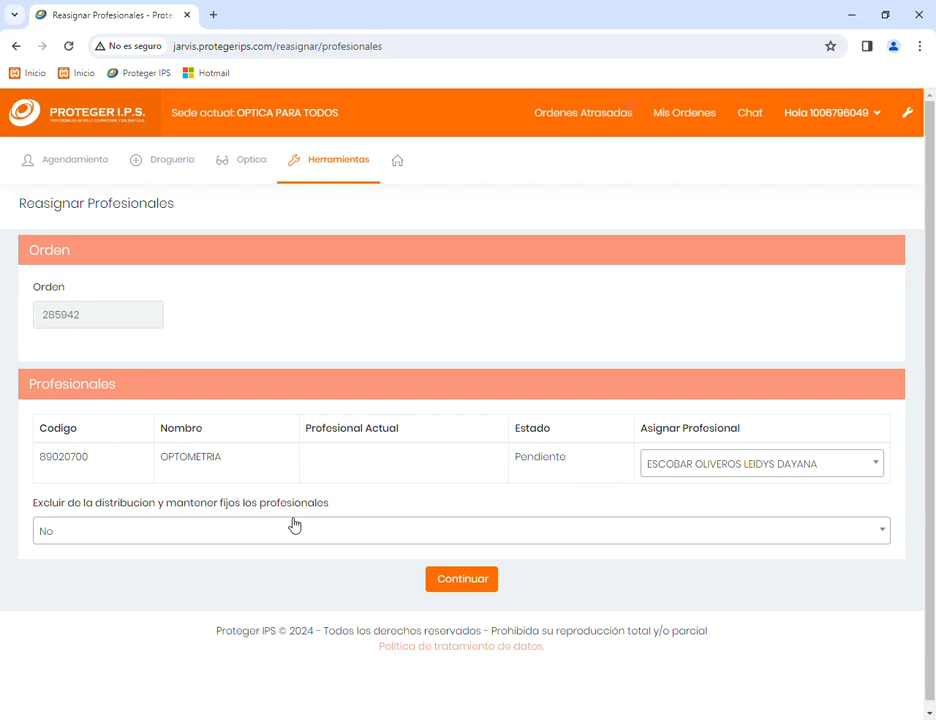 Reasignar Profesionales - Prote
No es seguro
jarvis.protegerips.com/reasignar/profesionales
Inicio
Inicio
Proteger IPS
Hotmail
PROTEGER I.P.S.
Sede actual: OPTICA PARA TODOS
Ordenes Atrasadas
Mis Ordenes
Chat
Hola 1006796049
Agendamiento
Droguería
Optica
Herramientas
Reasignar Profesionales
Orden
Orden
285942
Profesionales
Codigo Nombre Profesional Actual Estado Asignar Profesional
89020700 OPTOMETRIA Pendiente ESCOBAR OLIVEROS LEIDYS DAYANA
Excluir de la distribucion y mantener fijos los profesionales
No
Continuar
Proteger IPS © 2024 - Todos los derechos reservados - Prohibida su reproducción total y/o parcial
Política de tratamiento de datos.